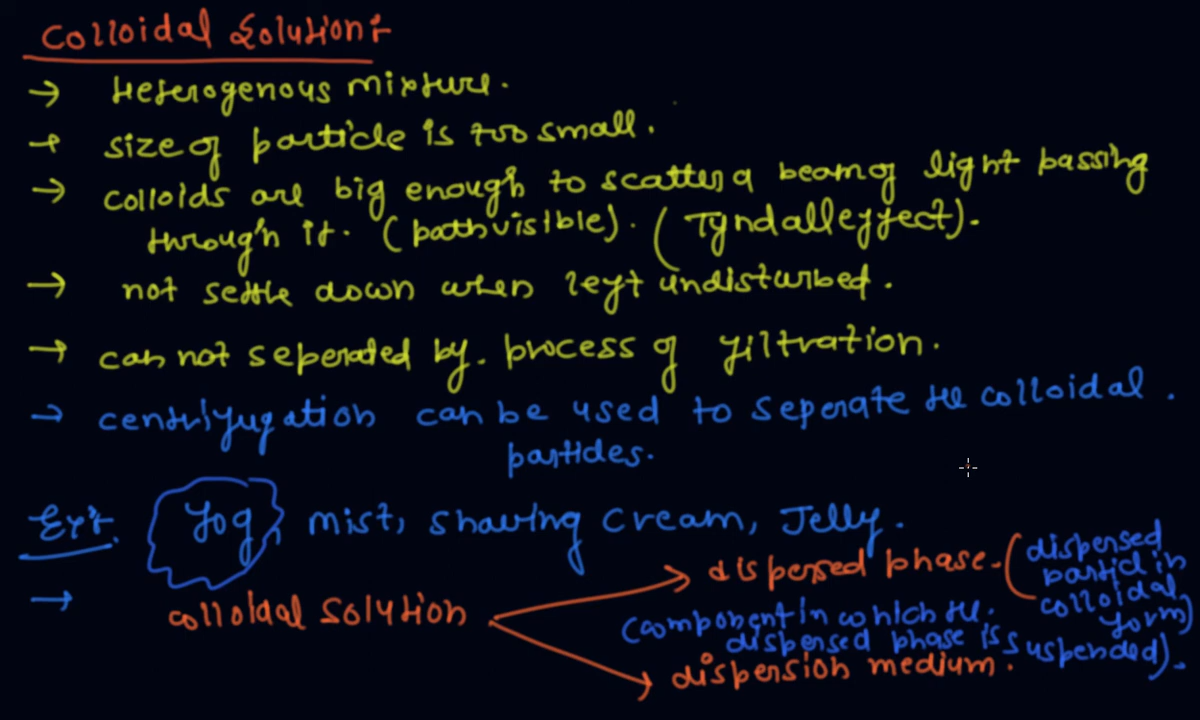 Colloidal Solution:
→ Heterogenous mixture.
→ size of particle is too small.
→ colloids are big enough to scatter a beam of light passing
through it. (path visible). (Tyndall effect).
→ not settle down when left undisturbed.
→ can not seperated by. process of filtration.
→ centrifugation can be used to seperate the colloidal.
particles.
Ex:. fog, mist, shaving cream, Jelly.
→ colloidal solution
dispersed phase. (dispersed
particl in
colloidal
form)
(component in which the.
dispersed phase is suspended).
dispersion medium.